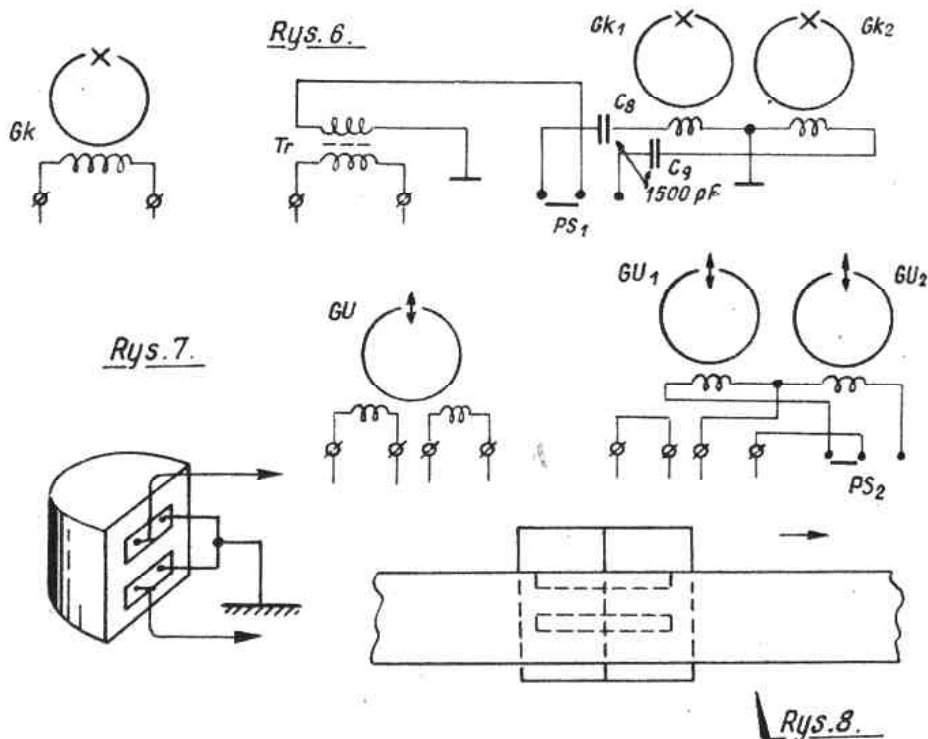 Rys.6.
Gk
Tr
Gk1
Gk2
C8
C9
1500 pF
PS1
Rys.7.
GU
GU1
GU2
PS2
Rys.8.